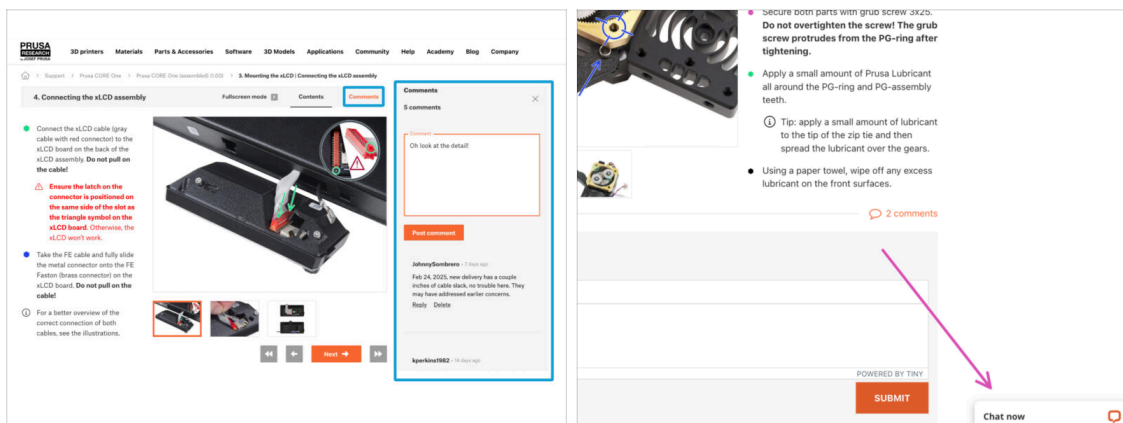 PRUSA
RESEARCH
by JOSEF PRUSA
3D printers Materials Parts & Accessories Software 3D Models Applications Community Help Academy Blog Company
Support > Prusa CORE One > Prusa CORE One (assembled) (1.00) > 3. Mounting the xLCD | Connecting the xLCD assembly
4. Connecting the xLCD assembly
Fullscreen mode
Contents
Comments
Connect the xLCD cable (gray
cable with red connector) to the
xLCD board on the back of the
xLCD assembly. Do not pull on
the cable!
Ensure the latch on the
connector is positioned on
the same side of the slot as
the triangle symbol on the
xLCD board. Otherwise, the
xLCD won't work.
Take the FE cable and fully slide
the metal connector onto the FE
Faston (brass connector) on the
xLCD board. Do not pull on the
cable!
For a better overview of the
correct connection of both
cables, see the illustrations.
Next
Comments
5 comments
Comment
Oh look at the detail!
Post comment
JohnnySombrero - 7 days ago
Feb 24, 2025, new delivery has a couple
inches of cable slack, no trouble here. They
may have addressed earlier concerns.
Reply Delete
kperkins1982 - 14 days ago
Secure both parts with grub screw 3x25.
Do not overtighten the screw! The grub
screw protrudes from the PG-ring after
tightening.
Apply a small amount of Prusa Lubricant
all around the PG-ring and PG-assembly
teeth.
Tip: apply a small amount of lubricant
to the tip of the zip tie and then
spread the lubricant over the gears.
Using a paper towel, wipe off any excess
lubricant on the front surfaces.
2 comments
POWERED BY TINY
SUBMIT
Chat now